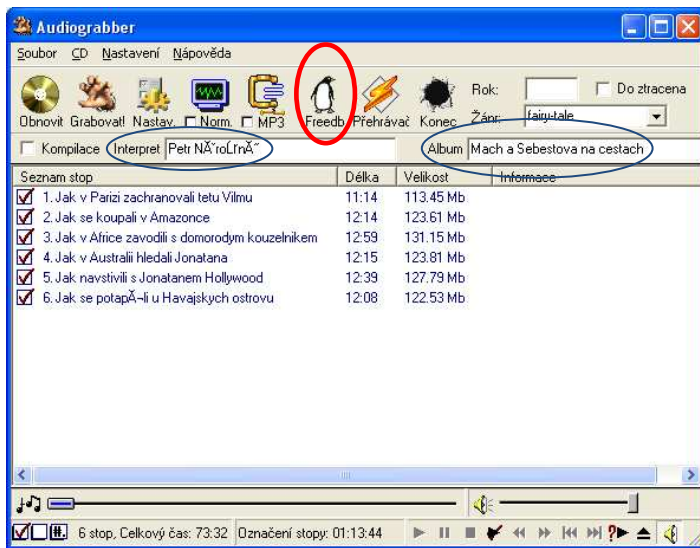 Audiograbber
Soubor CD Nastavení Nápověda
Obnovit Grabovat! Nastav. Norm. MP3 Freedb Přehrávač Konec
Rok: Do ztracena
Žánr: fairy-tale
Kompilace Interpret Petr NĂˇroĹrnĂ˝ Album Mach a Sebestova na cestach
Seznam stop Délka Velikost Informace
1. Jak v Parizi zachranovali tetu Vilmu 11:14 113.45 Mb
2. Jak se koupali v Amazonce 12:14 123.61 Mb
3. Jak v Africe zavodili s domorodym kouzelnikem 12:59 131.15 Mb
4. Jak v Australii hledali Jonatana 12:15 123.81 Mb
5. Jak navstivili s Jonatanem Hollywood 12:39 127.79 Mb
6. Jak se potapĂ¬li u Havajskych ostrovu 12:08 122.53 Mb
#. 6 stop, Celkový čas: 73:32 Označení stopy: 01:13:44